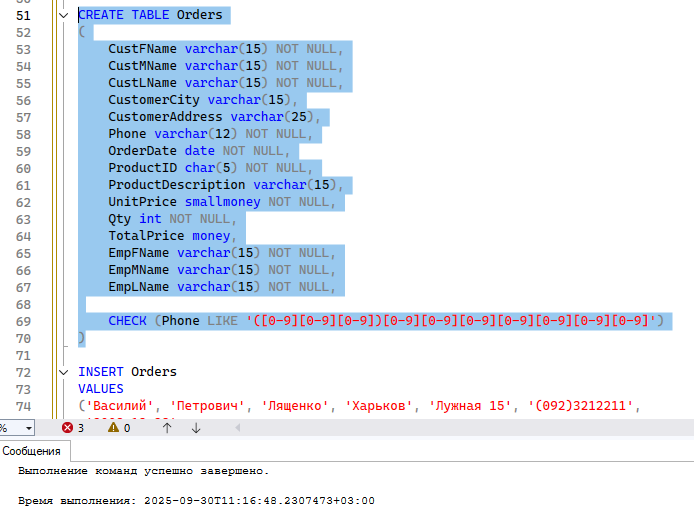 51 CREATE TABLE Orders
52 (
53 CustFName varchar(15) NOT NULL,
54 CustMName varchar(15) NOT NULL,
55 CustLName varchar(15) NOT NULL,
56 CustomerCity varchar(15),
57 CustomerAddress varchar(25),
58 Phone varchar(12) NOT NULL,
59 OrderDate date NOT NULL,
60 ProductID char(5) NOT NULL,
61 ProductDescription varchar(15),
62 UnitPrice smallmoney NOT NULL,
63 Qty int NOT NULL,
64 TotalPrice money,
65 EmpFName varchar(15) NOT NULL,
66 EmpMName varchar(15) NOT NULL,
67 EmpLName varchar(15) NOT NULL,
68
69 CHECK (Phone LIKE '([0-9][0-9][0-9])[0-9][0-9][0-9][0-9][0-9][0-9][0-9]')
70 )
71
72 INSERT Orders
73 VALUES
74 ('Василий', 'Петрович', 'Лященко', 'Харьков', 'Лужная 15', '(092)3212211',
% 3 0
Сообщения
Выполнение команд успешно завершено.
Время выполнения: 2025-09-30T11:16:48.2307473+03:00